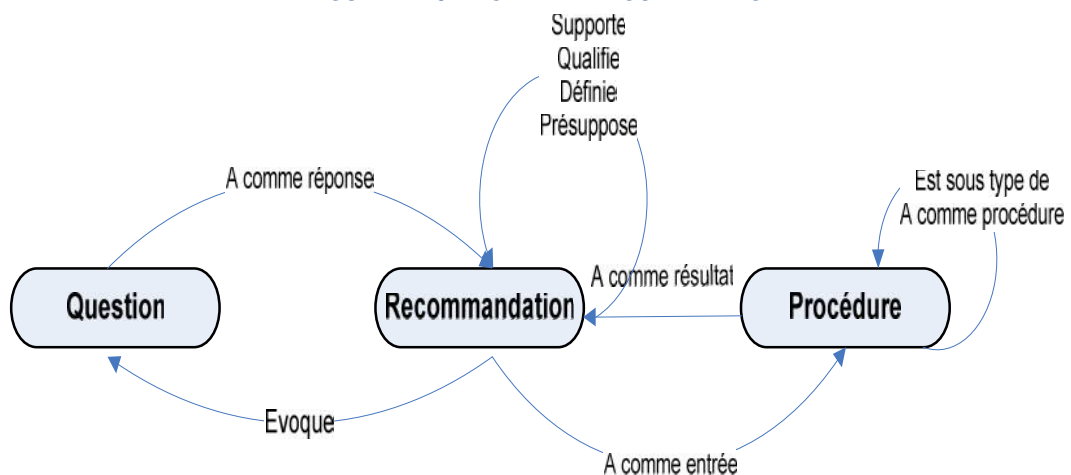 Supporte
Qualifie
Définie
Présuppose
A comme réponse
Est sous type de
A comme procédure
A comme résultat
Question
Recommandation
Procédure
Evoque
A comme entrée